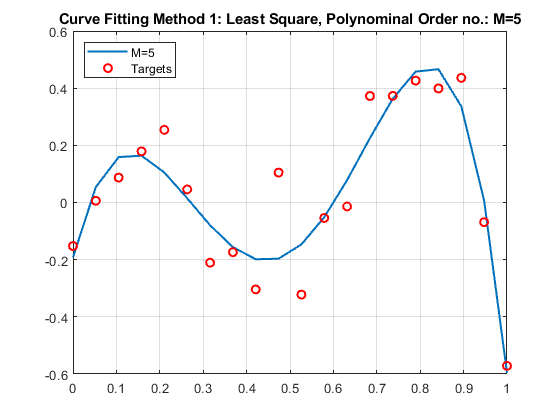 Curve Fitting Method 1: Least Square, Polynominal Order no.: M=5
M=5
Targets
0.6
0.4
0.2
0
-0.2
-0.4
-0.6
0 0.1 0.2 0.3 0.4 0.5 0.6 0.7 0.8 0.9 1